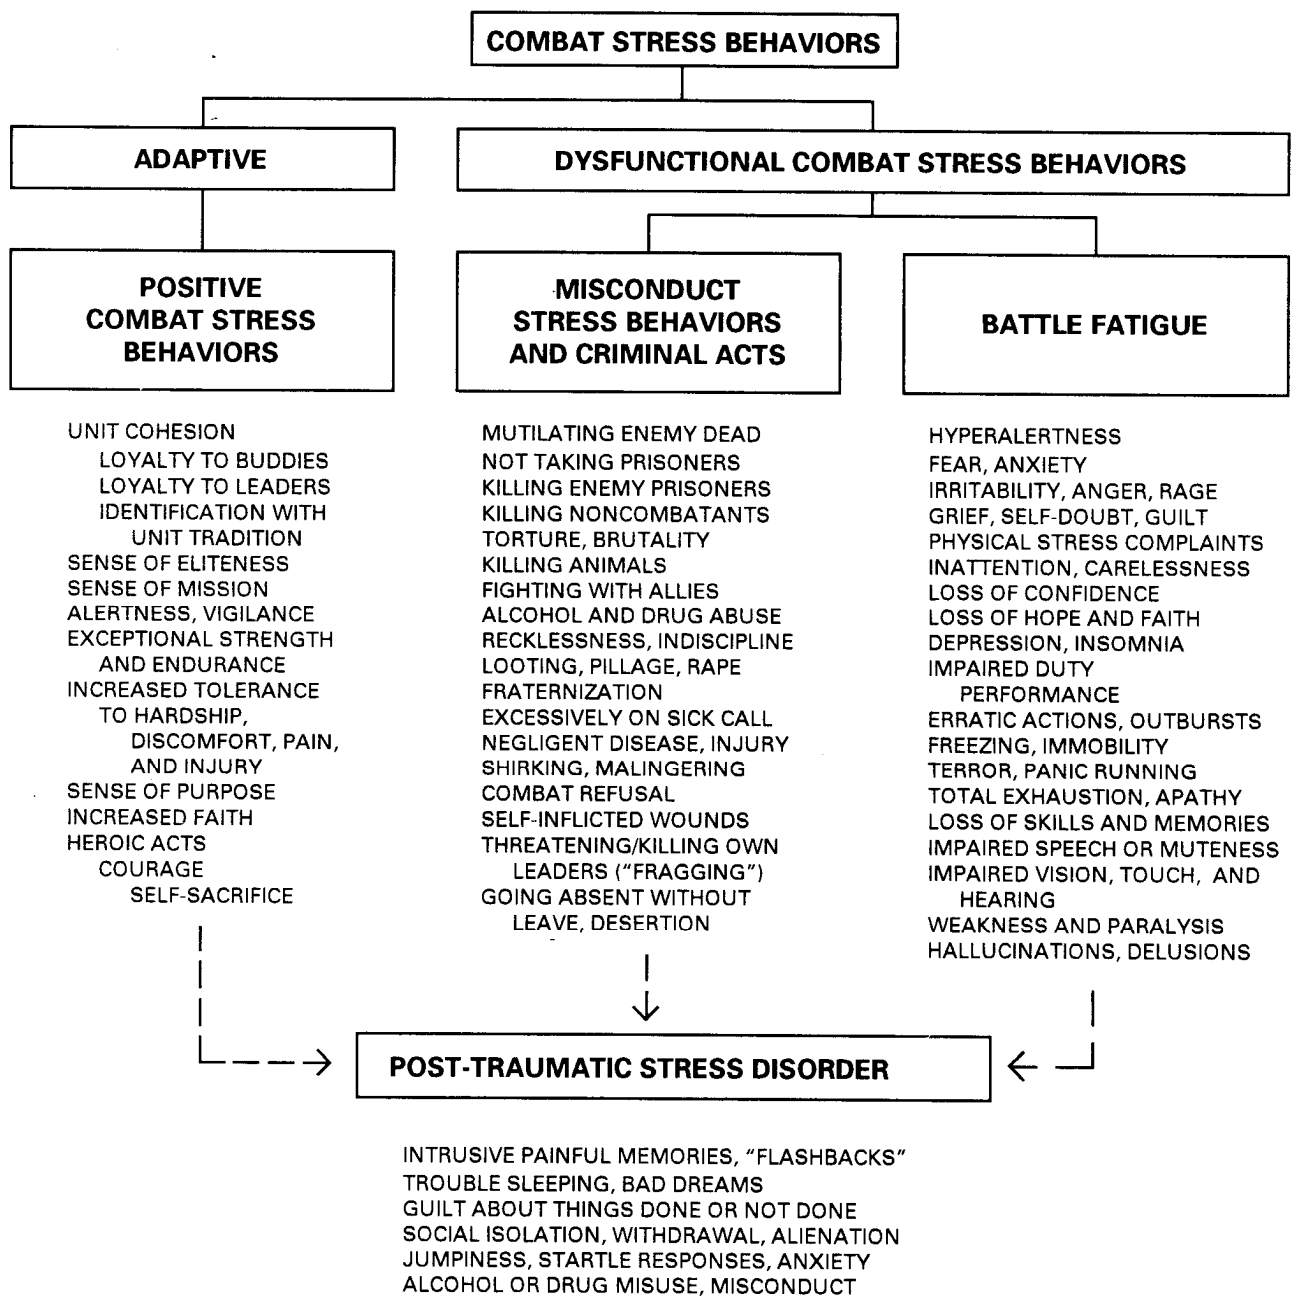 COMBAT STRESS BEHAVIORS
ADAPTIVE
DYSFUNCTIONAL COMBAT STRESS BEHAVIORS
POSITIVE
COMBAT STRESS
BEHAVIORS
MISCONDUCT
STRESS BEHAVIORS
AND CRIMINAL ACTS
BATTLE FATIGUE
UNIT COHESION
LOYALTY TO BUDDIES
LOYALTY TO LEADERS
IDENTIFICATION WITH
UNIT TRADITION
SENSE OF ELITENESS
SENSE OF MISSION
ALERTNESS, VIGILANCE
EXCEPTIONAL STRENGTH
AND ENDURANCE
INCREASED TOLERANCE
TO HARDSHIP,
DISCOMFORT, PAIN,
AND INJURY
SENSE OF PURPOSE
INCREASED FAITH
HEROIC ACTS
COURAGE
SELF-SACRIFICE
MUTILATING ENEMY DEAD
NOT TAKING PRISONERS
KILLING ENEMY PRISONERS
KILLING NONCOMBATANTS
TORTURE, BRUTALITY
KILLING ANIMALS
FIGHTING WITH ALLIES
ALCOHOL AND DRUG ABUSE
RECKLESSNESS, INDISCIPLINE
LOOTING, PILLAGE, RAPE
FRATERNIZATION
EXCESSIVELY ON SICK CALL
NEGLIGENT DISEASE, INJURY
SHIRKING, MALINGERING
COMBAT REFUSAL
SELF-INFLICTED WOUNDS
THREATENING/KILLING OWN
LEADERS ("FRAGGING")
GOING ABSENT WITHOUT
LEAVE, DESERTION
HYPERALERTNESS
FEAR, ANXIETY
IRRITABILITY, ANGER, RAGE
GRIEF, SELF-DOUBT, GUILT
PHYSICAL STRESS COMPLAINTS
INATTENTION, CARELESSNESS
LOSS OF CONFIDENCE
LOSS OF HOPE AND FAITH
DEPRESSION, INSOMNIA
IMPAIRED DUTY
PERFORMANCE
ERRATIC ACTIONS, OUTBURSTS
FREEZING, IMMOBILITY
TERROR, PANIC RUNNING
TOTAL EXHAUSTION, APATHY
LOSS OF SKILLS AND MEMORIES
IMPAIRED SPEECH OR MUTENESS
IMPAIRED VISION, TOUCH, AND
HEARING
WEAKNESS AND PARALYSIS
HALLUCINATIONS, DELUSIONS
POST-TRAUMATIC STRESS DISORDER
INTRUSIVE PAINFUL MEMORIES, "FLASHBACKS"
TROUBLE SLEEPING, BAD DREAMS
GUILT ABOUT THINGS DONE OR NOT DONE
SOCIAL ISOLATION, WITHDRAWAL, ALIENATION
JUMPINESS, STARTLE RESPONSES, ANXIETY
ALCOHOL OR DRUG MISUSE, MISCONDUCT